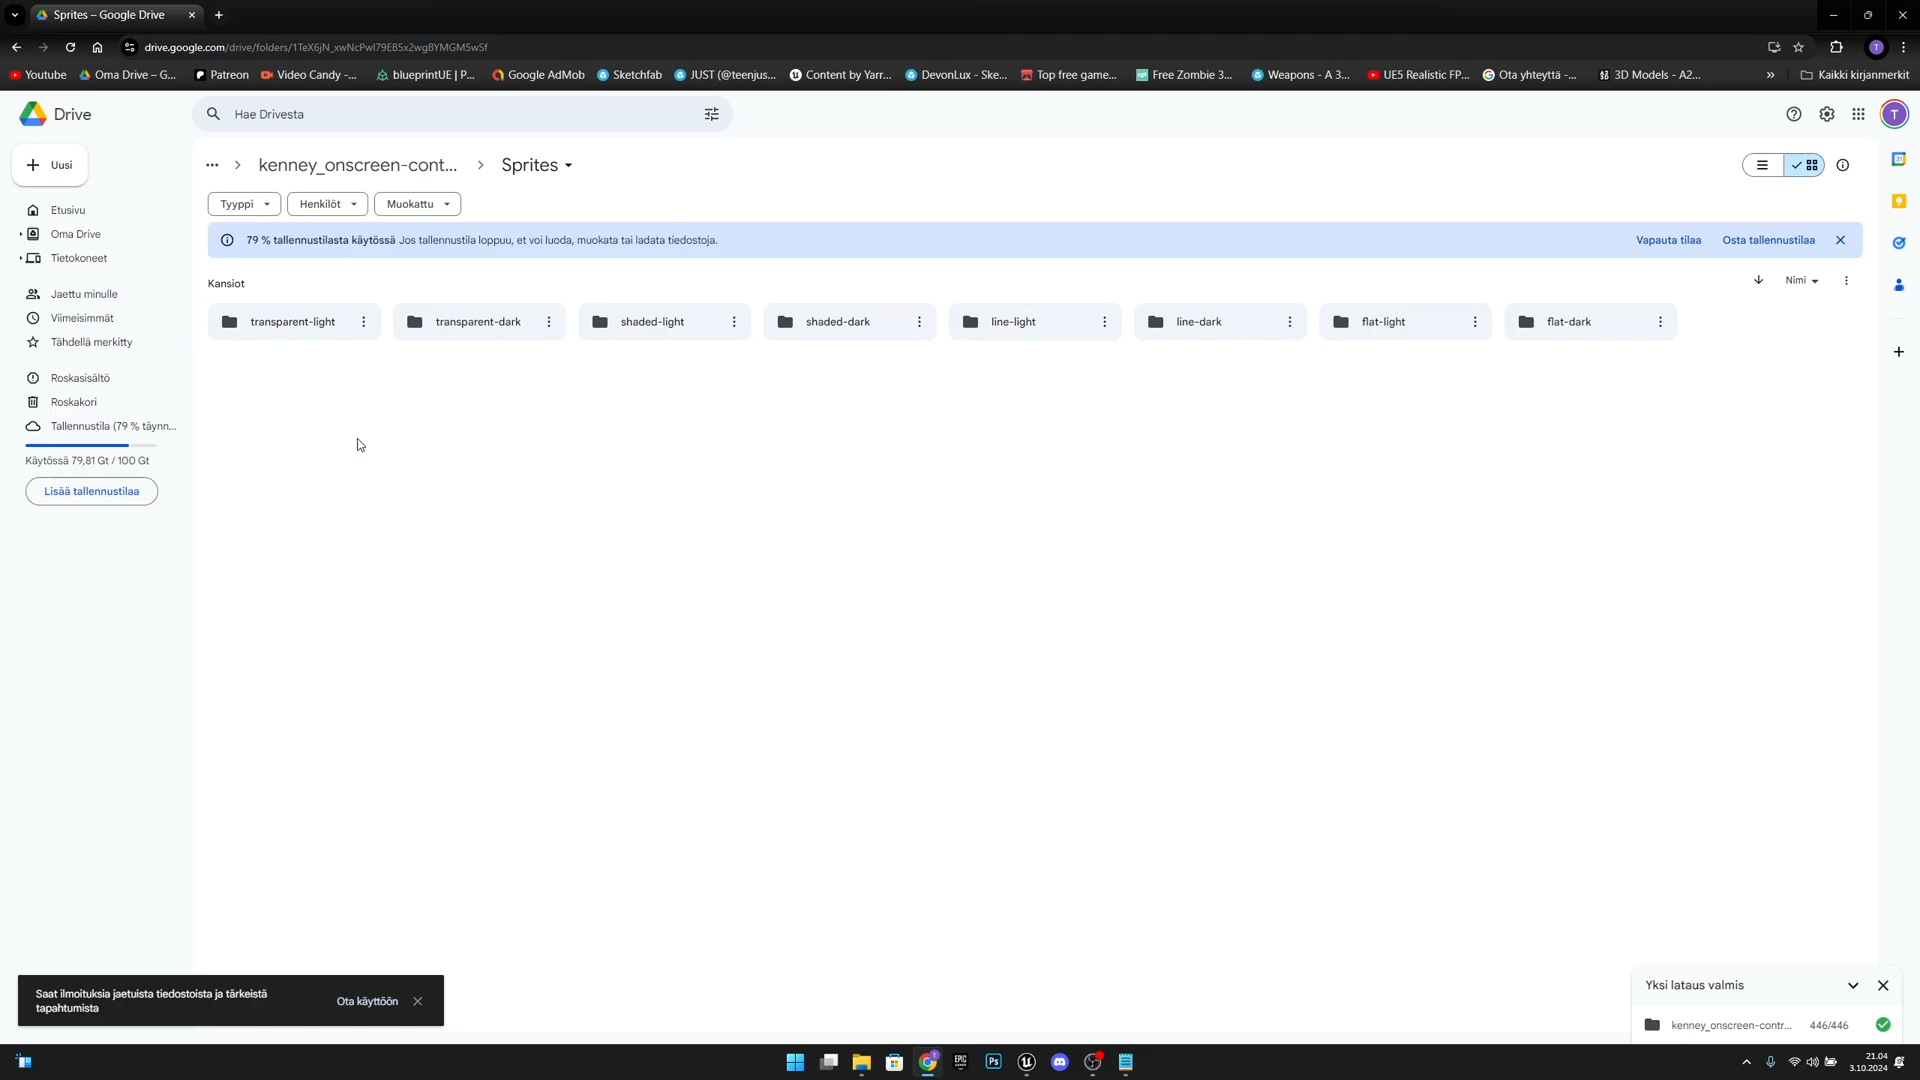 Sprites – Google Drive
drive.google.com/drive/folders/1TeX6jN_xwNcPwI79EB5x2wgBYMGM5wSf
T
Youtube
Oma Drive – G...
Patreon
Video Candy -...
blueprintUE | P...
Google AdMob
Sketchfab
JUST (@teenjus...
Content by Yarr...
DevonLux - Ske...
Top free game...
Free Zombie 3...
Weapons - A 3...
UE5 Realistic FP...
Ota yhteyttä -...
3D Models - A2...
»
Kaikki kirjanmerkit
Drive
Hae Drivesta
T
Uusi
kenney_onscreen-cont...
Sprites
Tyyppi
Henkilöt
Muokattu
79 % tallennustilasta käytössä Jos tallennustila loppuu, et voi luoda, muokata tai ladata tiedostoja.
Vapauta tilaa
Osta tallennustilaa
Etusivu
Oma Drive
Tietokoneet
Jaettu minulle
Viimeisimmät
Tähdellä merkitty
Roskasisältö
Roskakori
Tallennustila (79 % täynn...
Käytössä 79,81 Gt / 100 Gt
Lisää tallennustilaa
Kansiot
Nimi
transparent-light
transparent-dark
shaded-light
shaded-dark
line-light
line-dark
flat-light
flat-dark
Saat ilmoituksia jaetuista tiedostoista ja tärkeistä
tapahtumista
Ota käyttöön
Yksi lataus valmis
kenney_onscreen-contr...
446/446
EPIC
Ps
21.04
3.10.2024